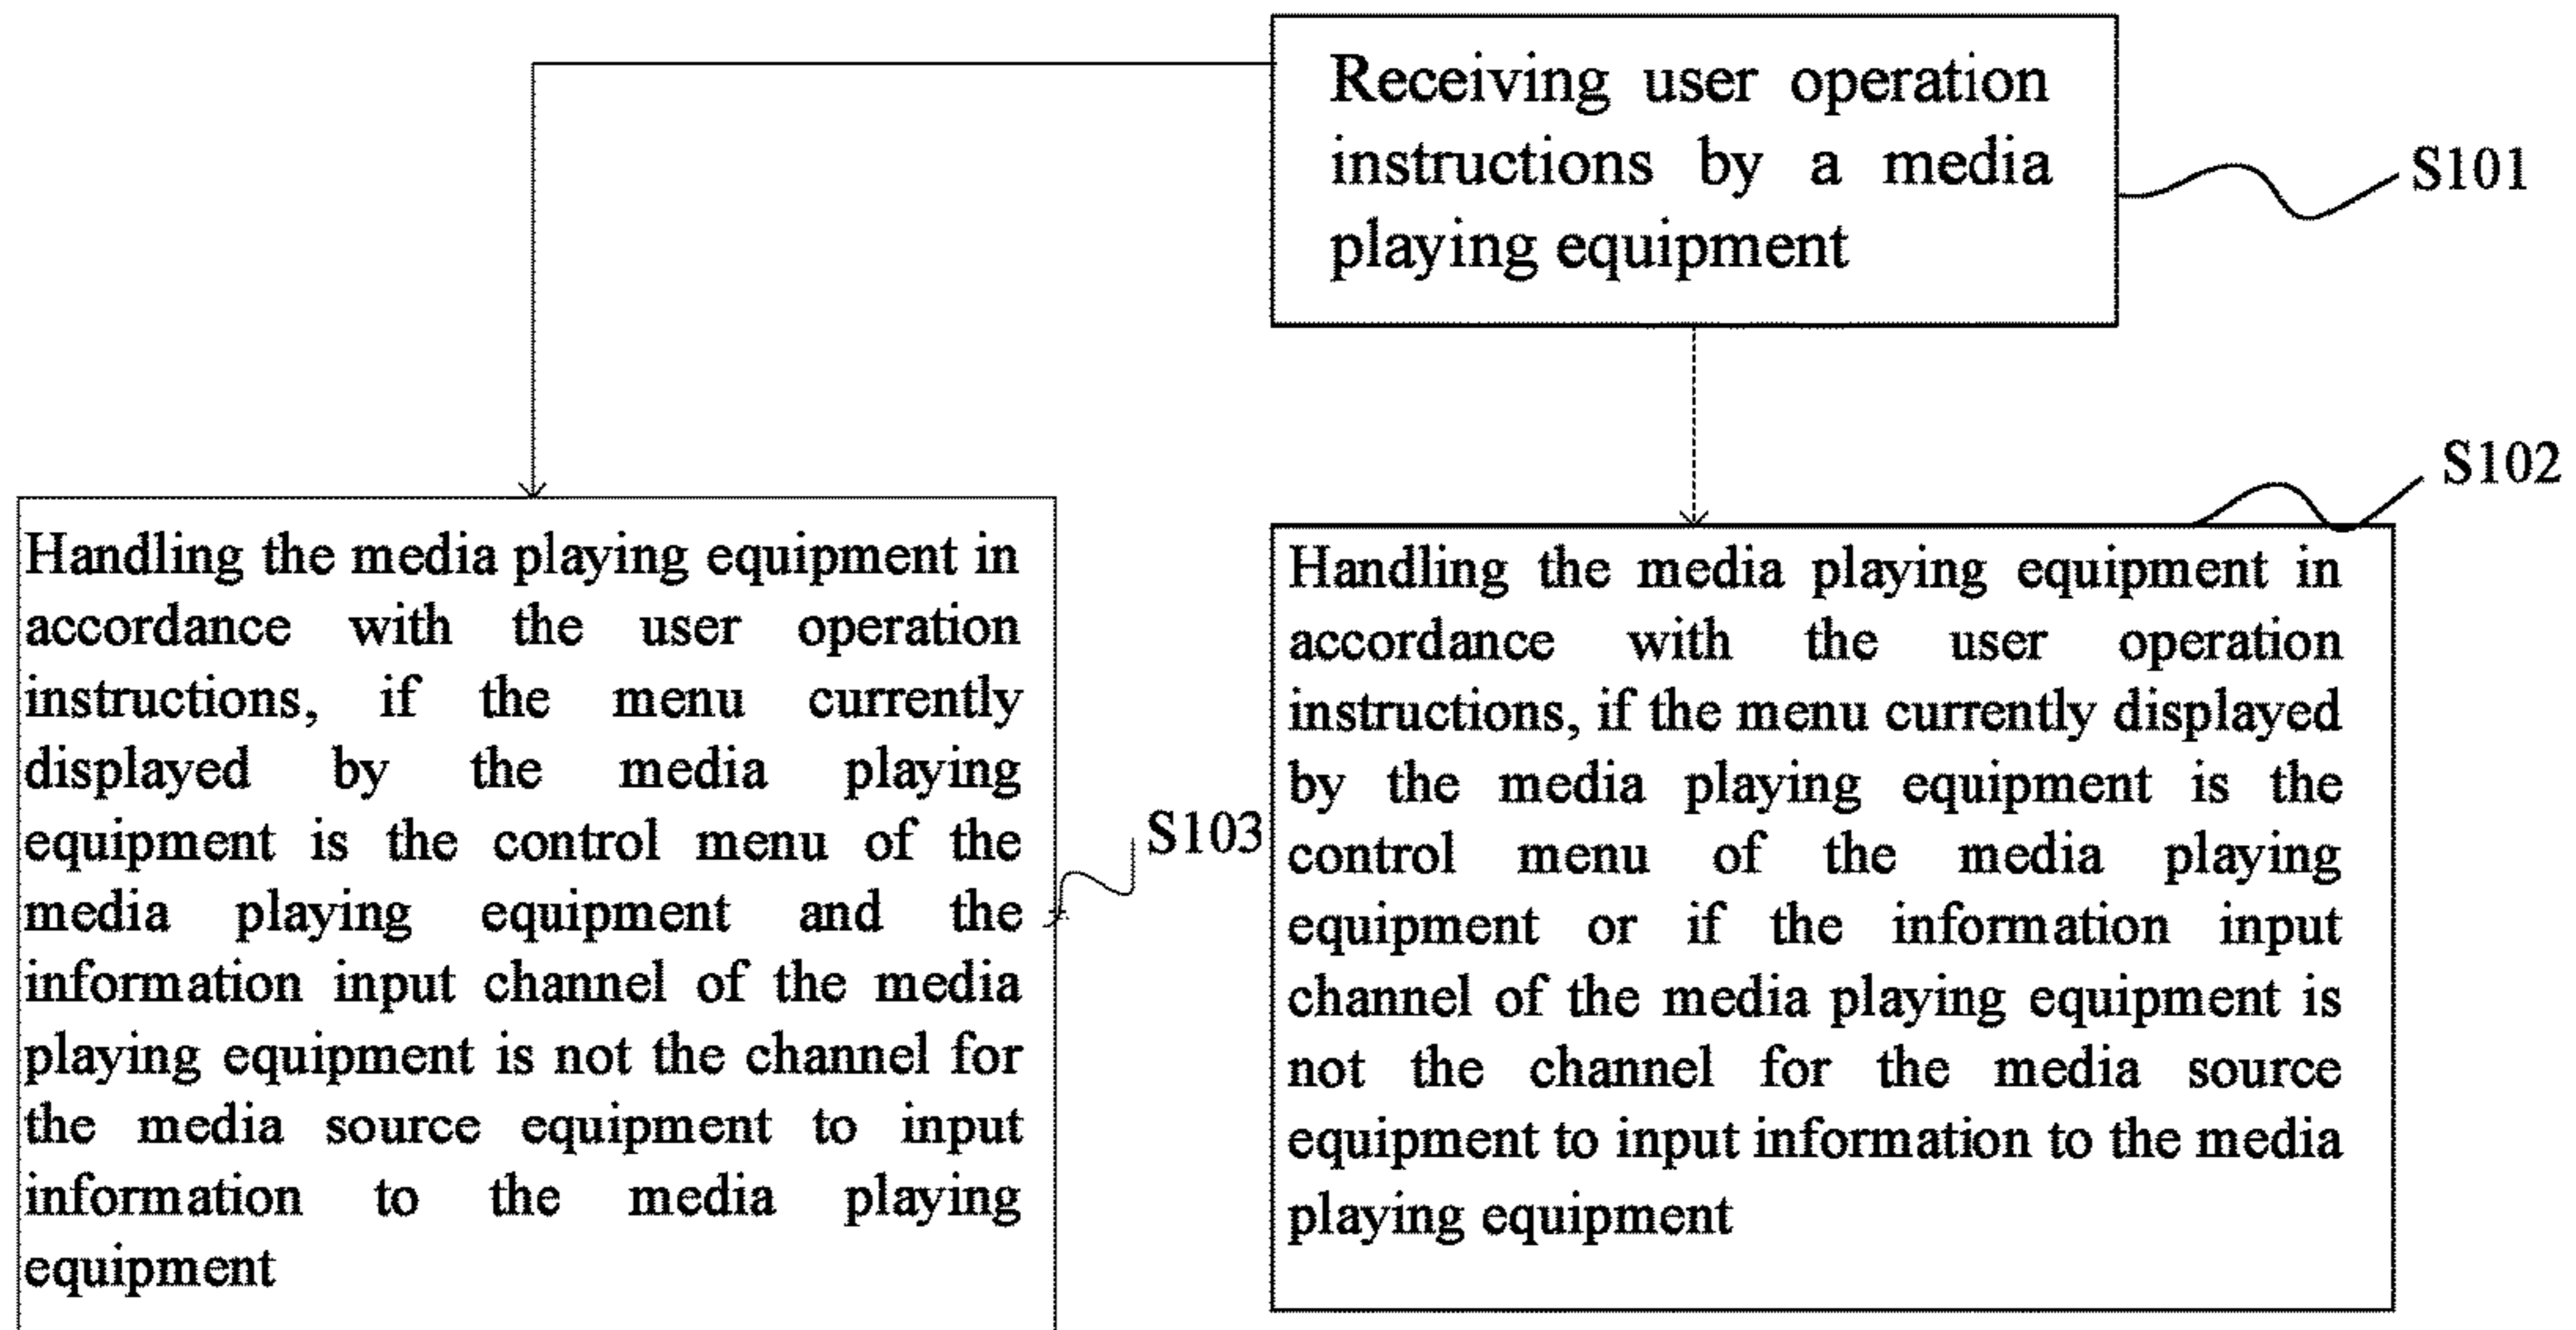 Receiving user operation
instructions by a media
playing equipment
S101
S102
Handling the media playing equipment in
accordance with the user operation
instructions, if the menu currently
displayed by the media playing
equipment is the control menu of the
media playing equipment and the
information input channel of the media
playing equipment is not the channel for
the media source equipment to input
information to the media playing
equipment
S103
Handling the media playing equipment in
accordance with the user operation
instructions, if the menu currently displayed
by the media playing equipment is the
control menu of the media playing
equipment or if the information input
channel of the media playing equipment is
not the channel for the media source
equipment to input information to the media
playing equipment